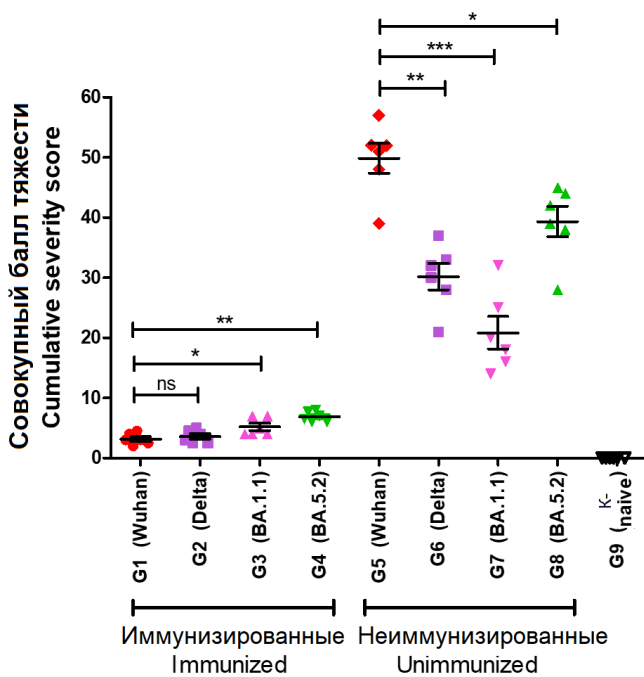 *
***
**
60
50
40
30
20
10
0
Совокупный балл тяжести
Cumulative severity score
**
*
ns
G1 (Wuhan)
G2 (Delta)
G3 (BA.1.1)
G4 (BA.5.2)
G5 (Wuhan)
G6 (Delta)
G7 (BA.1.1)
G8 (BA.5.2)
G9 (naive)
K-
Иммунизированные
Immunized
Неиммунизированные
Unimmunized